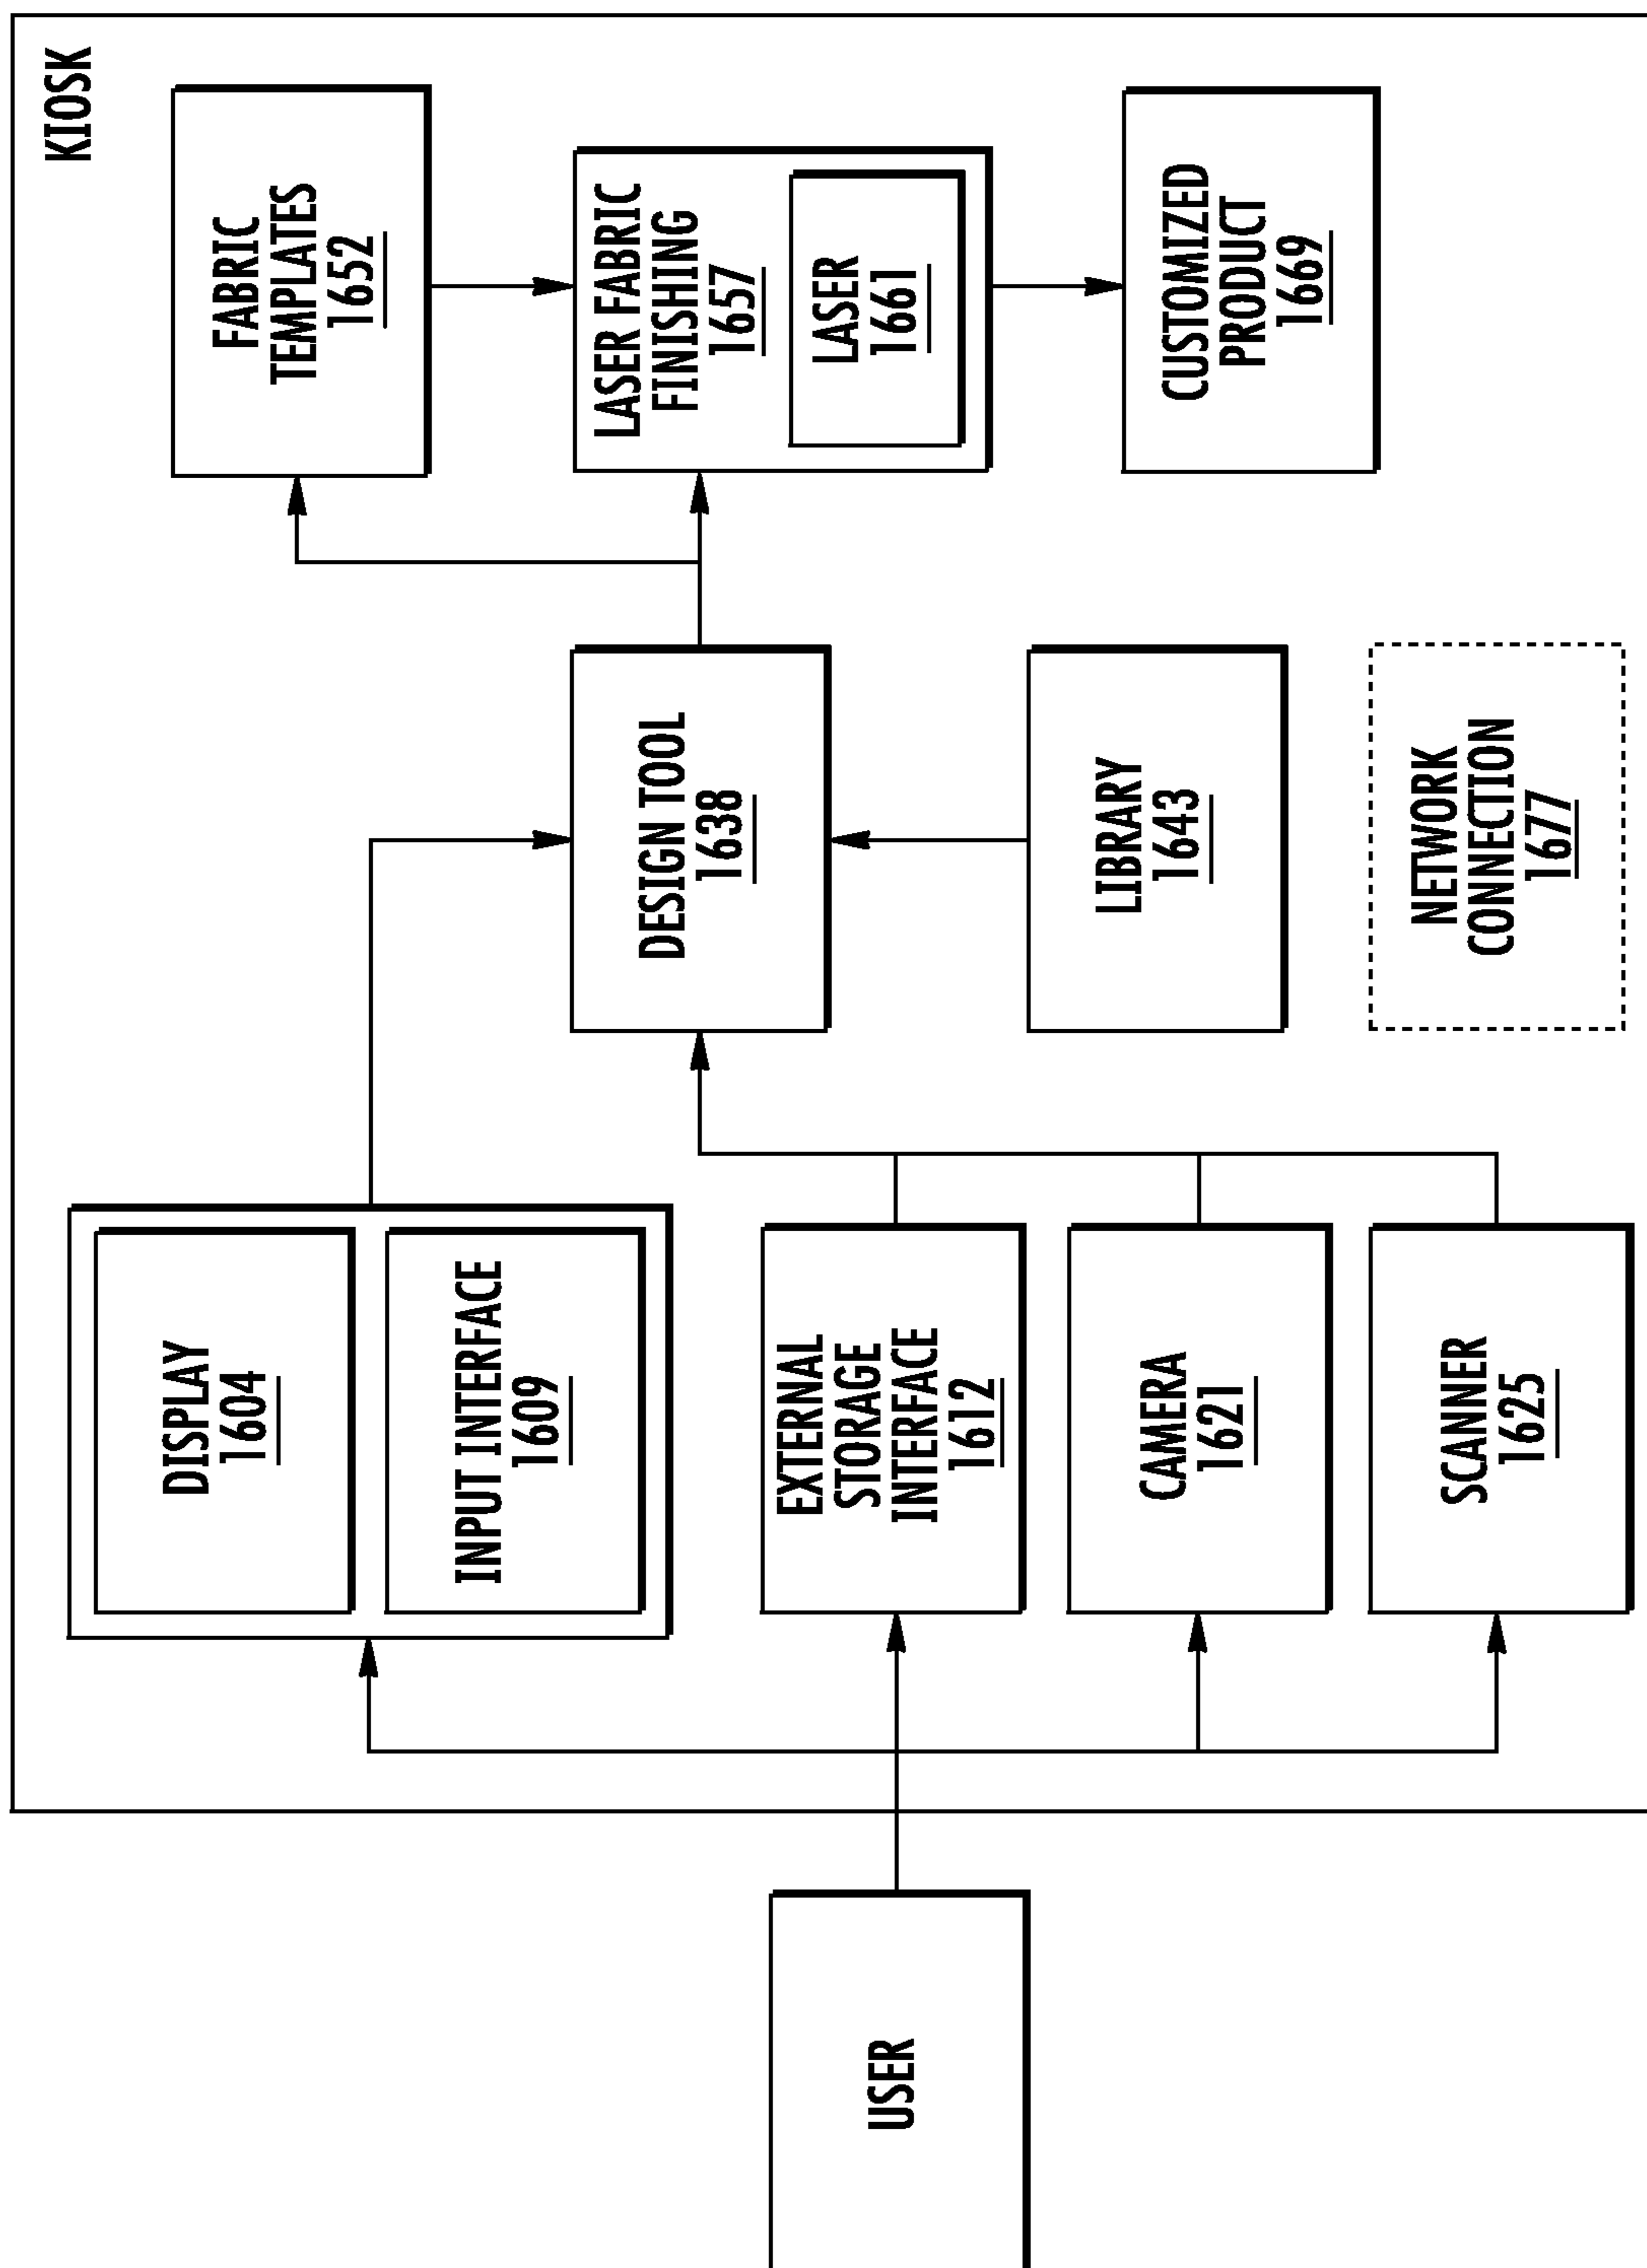 KIOSK
USER
DISPLAY
1604
INPUT INTERFACE
1609
EXTERNAL
STORAGE
INTERFACE
1612
CAMERA
1621
SCANNER
1625
DESIGN TOOL
1638
LIBRARY
1643
NETWORK
CONNECTION
1677
FABRIC
TEMPLATES
1652
LASER FABRIC
FINISHING
1657
LASER
1661
CUSTOMIZED
PRODUCT
1669